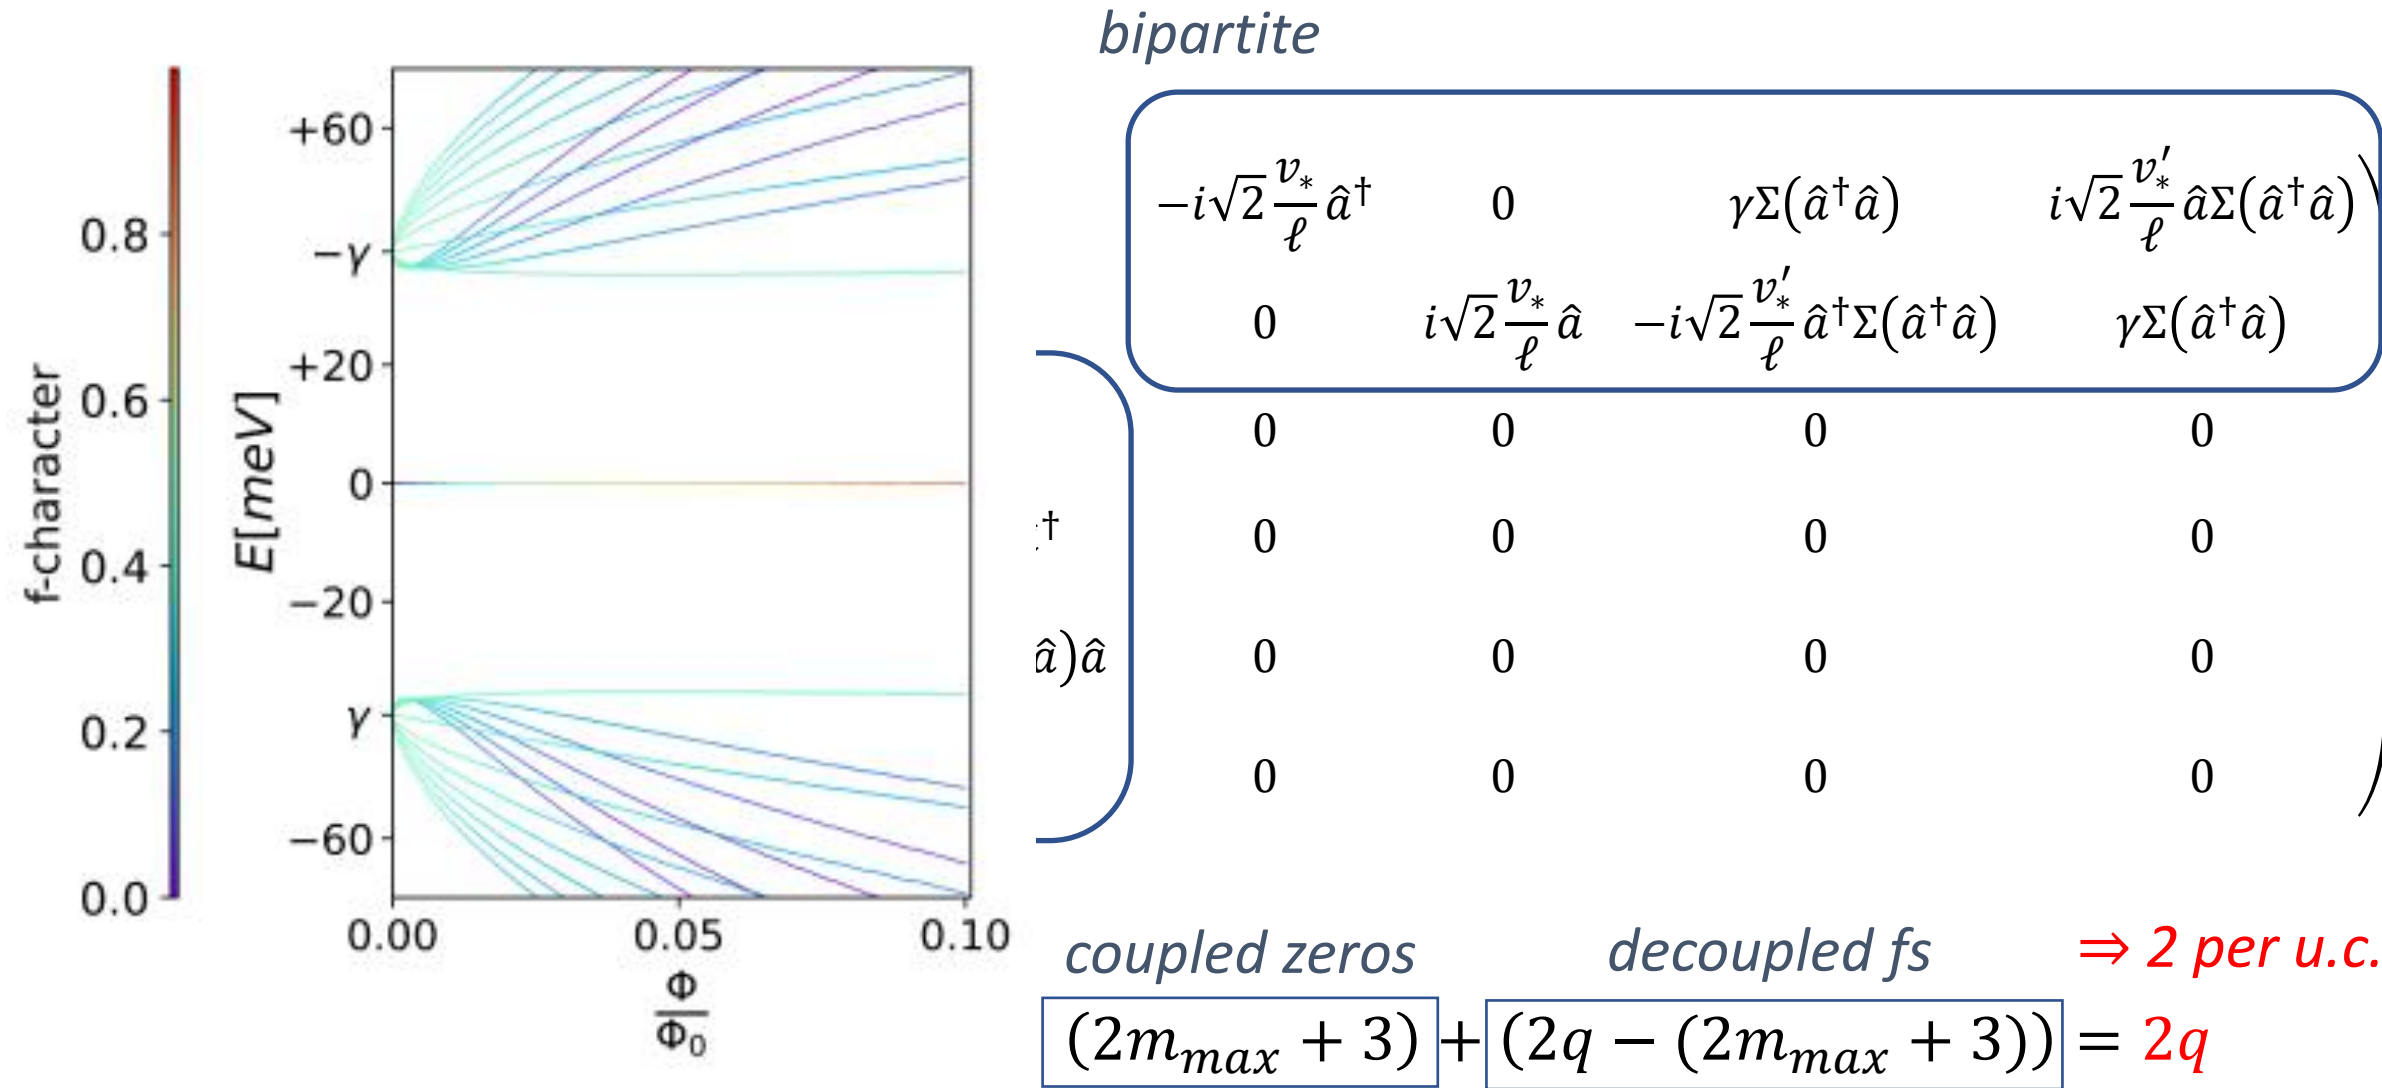 bipartite
+60
−γ
+20
0
−20
γ
−60
E[meV]
0.8
0.6
0.4
0.2
0.0
f-character
0.00 0.05 0.10
Φ
Φ₀
−i√2 v∗/ℓ â† 0 γΣ(â†â) i√2 v∗′/ℓ âΣ(â†â)
0 i√2 v∗/ℓ â −i√2 v∗′/ℓ â†Σ(â†â) γΣ(â†â)
0 0 0 0
† 0 0 0 0
â)â 0 0 0 0
0 0 0 0
coupled zeros decoupled fs ⇒ 2 per u.c.
(2mₘₐₓ + 3) + (2q − (2mₘₐₓ + 3)) = 2q